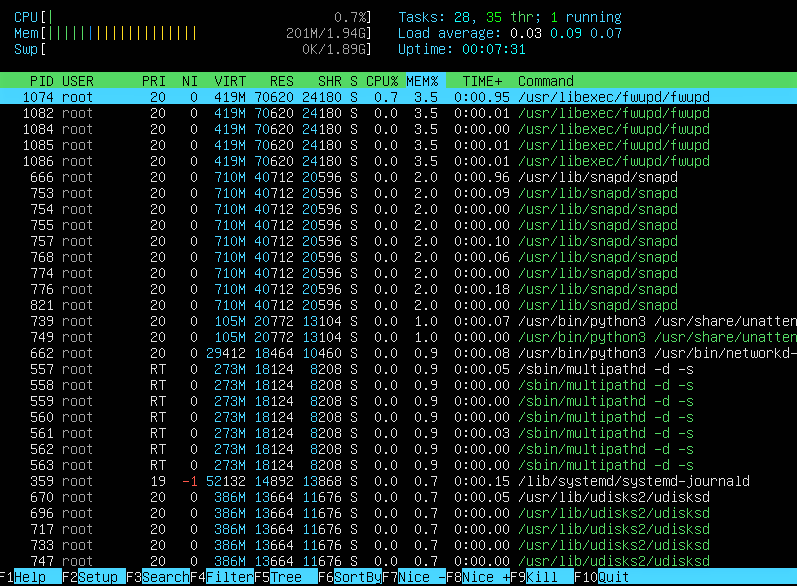 CPU[| 0.7%] Tasks: 28, 35 thr; 1 running
Mem[||||||||||||||||||| 201M/1.94G] Load average: 0.03 0.09 0.07
Swp[ 0K/1.89G] Uptime: 00:07:31
PID USER PRI NI VIRT RES SHR S CPU% MEM% TIME+ Command
1074 root 20 0 419M 70620 24180 S 0.7 3.5 0:00.95 /usr/libexec/fwupd/fwupd
1082 root 20 0 419M 70620 24180 S 0.0 3.5 0:00.01 /usr/libexec/fwupd/fwupd
1084 root 20 0 419M 70620 24180 S 0.0 3.5 0:00.00 /usr/libexec/fwupd/fwupd
1085 root 20 0 419M 70620 24180 S 0.0 3.5 0:00.01 /usr/libexec/fwupd/fwupd
1086 root 20 0 419M 70620 24180 S 0.0 3.5 0:00.01 /usr/libexec/fwupd/fwupd
666 root 20 0 710M 40712 20596 S 0.0 2.0 0:00.96 /usr/lib/snapd/snapd
753 root 20 0 710M 40712 20596 S 0.0 2.0 0:00.09 /usr/lib/snapd/snapd
754 root 20 0 710M 40712 20596 S 0.0 2.0 0:00.00 /usr/lib/snapd/snapd
755 root 20 0 710M 40712 20596 S 0.0 2.0 0:00.00 /usr/lib/snapd/snapd
757 root 20 0 710M 40712 20596 S 0.0 2.0 0:00.10 /usr/lib/snapd/snapd
768 root 20 0 710M 40712 20596 S 0.0 2.0 0:00.06 /usr/lib/snapd/snapd
774 root 20 0 710M 40712 20596 S 0.0 2.0 0:00.00 /usr/lib/snapd/snapd
776 root 20 0 710M 40712 20596 S 0.0 2.0 0:00.18 /usr/lib/snapd/snapd
821 root 20 0 710M 40712 20596 S 0.0 2.0 0:00.00 /usr/lib/snapd/snapd
739 root 20 0 105M 20772 13104 S 0.0 1.0 0:00.07 /usr/bin/python3 /usr/share/unatten
749 root 20 0 105M 20772 13104 S 0.0 1.0 0:00.00 /usr/bin/python3 /usr/share/unatten
662 root 20 0 29412 18464 10460 S 0.0 0.9 0:00.08 /usr/bin/python3 /usr/bin/networkd-
557 root RT 0 273M 18124 8208 S 0.0 0.9 0:00.05 /sbin/multipathd -d -s
558 root RT 0 273M 18124 8208 S 0.0 0.9 0:00.00 /sbin/multipathd -d -s
559 root RT 0 273M 18124 8208 S 0.0 0.9 0:00.00 /sbin/multipathd -d -s
560 root RT 0 273M 18124 8208 S 0.0 0.9 0:00.00 /sbin/multipathd -d -s
561 root RT 0 273M 18124 8208 S 0.0 0.9 0:00.03 /sbin/multipathd -d -s
562 root RT 0 273M 18124 8208 S 0.0 0.9 0:00.00 /sbin/multipathd -d -s
563 root RT 0 273M 18124 8208 S 0.0 0.9 0:00.00 /sbin/multipathd -d -s
359 root 19 -1 52132 14892 13868 S 0.0 0.7 0:00.15 /lib/systemd/systemd-journald
670 root 20 0 386M 13664 11676 S 0.0 0.7 0:00.05 /usr/lib/udisks2/udisksd
696 root 20 0 386M 13664 11676 S 0.0 0.7 0:00.00 /usr/lib/udisks2/udisksd
717 root 20 0 386M 13664 11676 S 0.0 0.7 0:00.01 /usr/lib/udisks2/udisksd
733 root 20 0 386M 13664 11676 S 0.0 0.7 0:00.00 /usr/lib/udisks2/udisksd
747 root 20 0 386M 13664 11676 S 0.0 0.7 0:00.00 /usr/lib/udisks2/udisksd
F1Help F2Setup F3SearchF4FilterF5Tree F6SortByF7Nice -F8Nice +F9Kill F10Quit